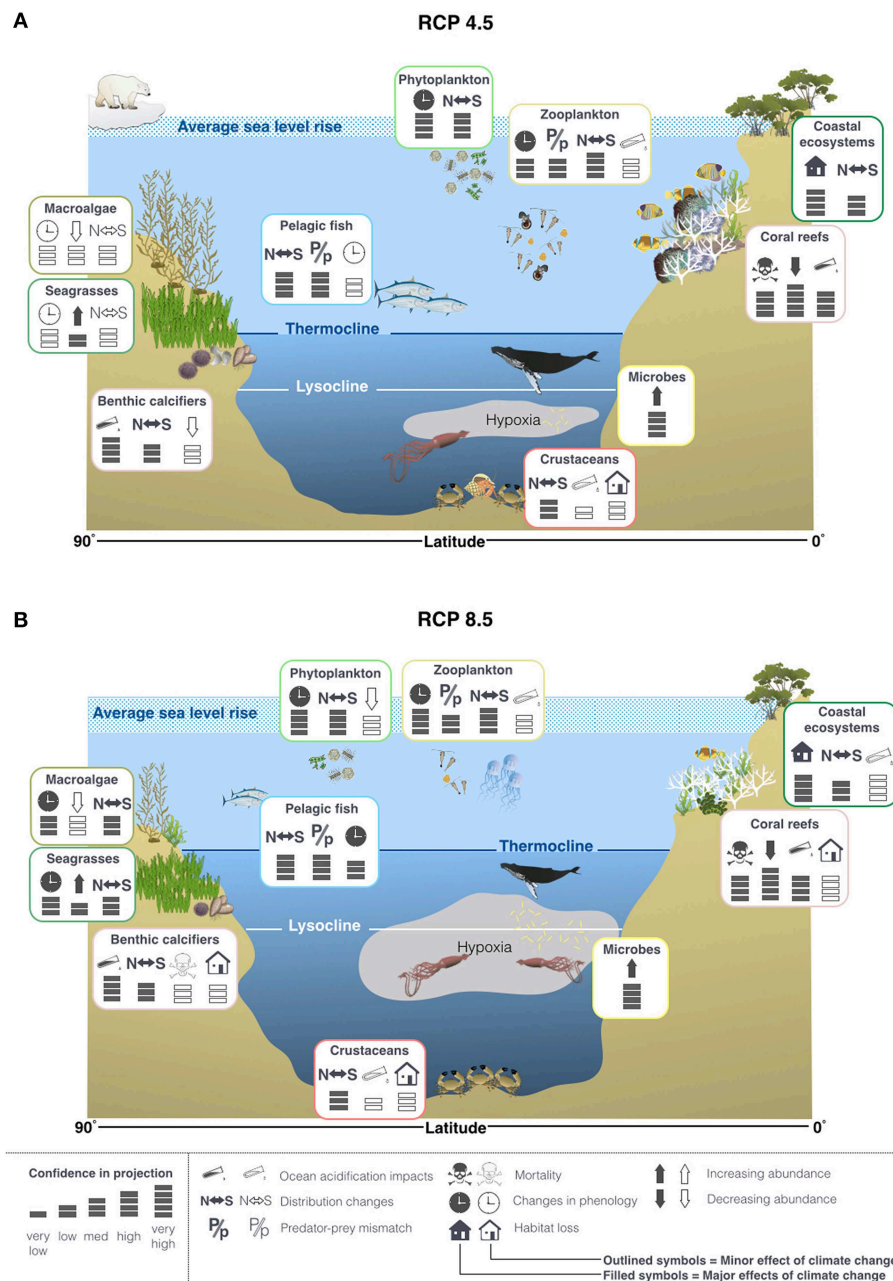 A
RCP 4.5
Phytoplankton
N⇔S
Average sea level rise
Zooplankton
P/p N⇔S
Coastal
ecosystems
N⇔S
Macroalgae
N⇔S
Pelagic fish
N⇔S P/p
Coral reefs
Seagrasses
N⇔S
Thermocline
Lysocline
Microbes
Benthic calcifiers
N⇔S
Hypoxia
Crustaceans
N⇔S
90°
Latitude
0°
B
RCP 8.5
Phytoplankton
N⇔S
Zooplankton
P/p N⇔S
Average sea level rise
Coastal
ecosystems
N⇔S
Macroalgae
N⇔S
Pelagic fish
N⇔S P/p
Coral reefs
Thermocline
Seagrasses
N⇔S
Lysocline
Benthic calcifiers
N⇔S
Hypoxia
Microbes
Crustaceans
N⇔S
90°
Latitude
0°
Confidence in projection
very low
low
med
high
very high
Ocean acidification impacts
N⇔S N⇔S Distribution changes
P/p P/p Predator-prey mismatch
Mortality
Changes in phenology
Habitat loss
Increasing abundance
Decreasing abundance
Outlined symbols = Minor effect of climate change
Filled symbols = Major effects of climate change